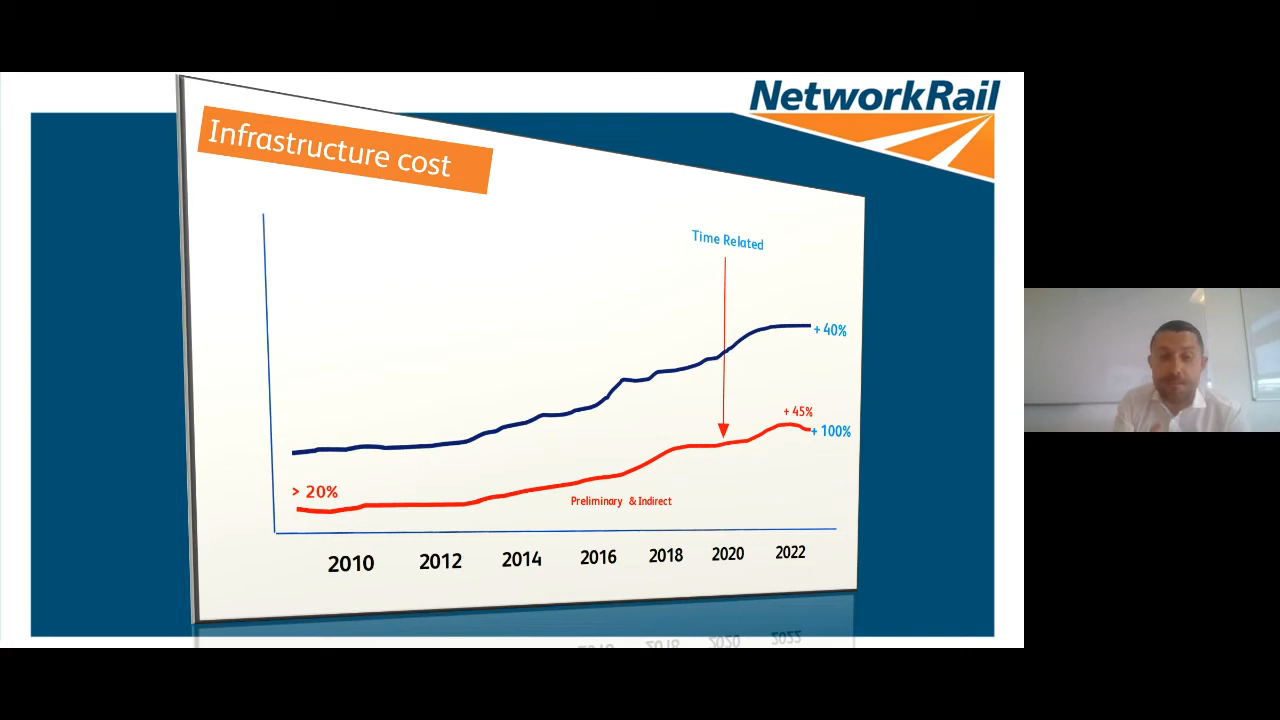 NetworkRail
Infrastructure cost
Time Related
+ 40%
+ 45%
+ 100%
> 20%
Preliminary & Indirect
2010 2012 2014 2016 2018 2020 2022